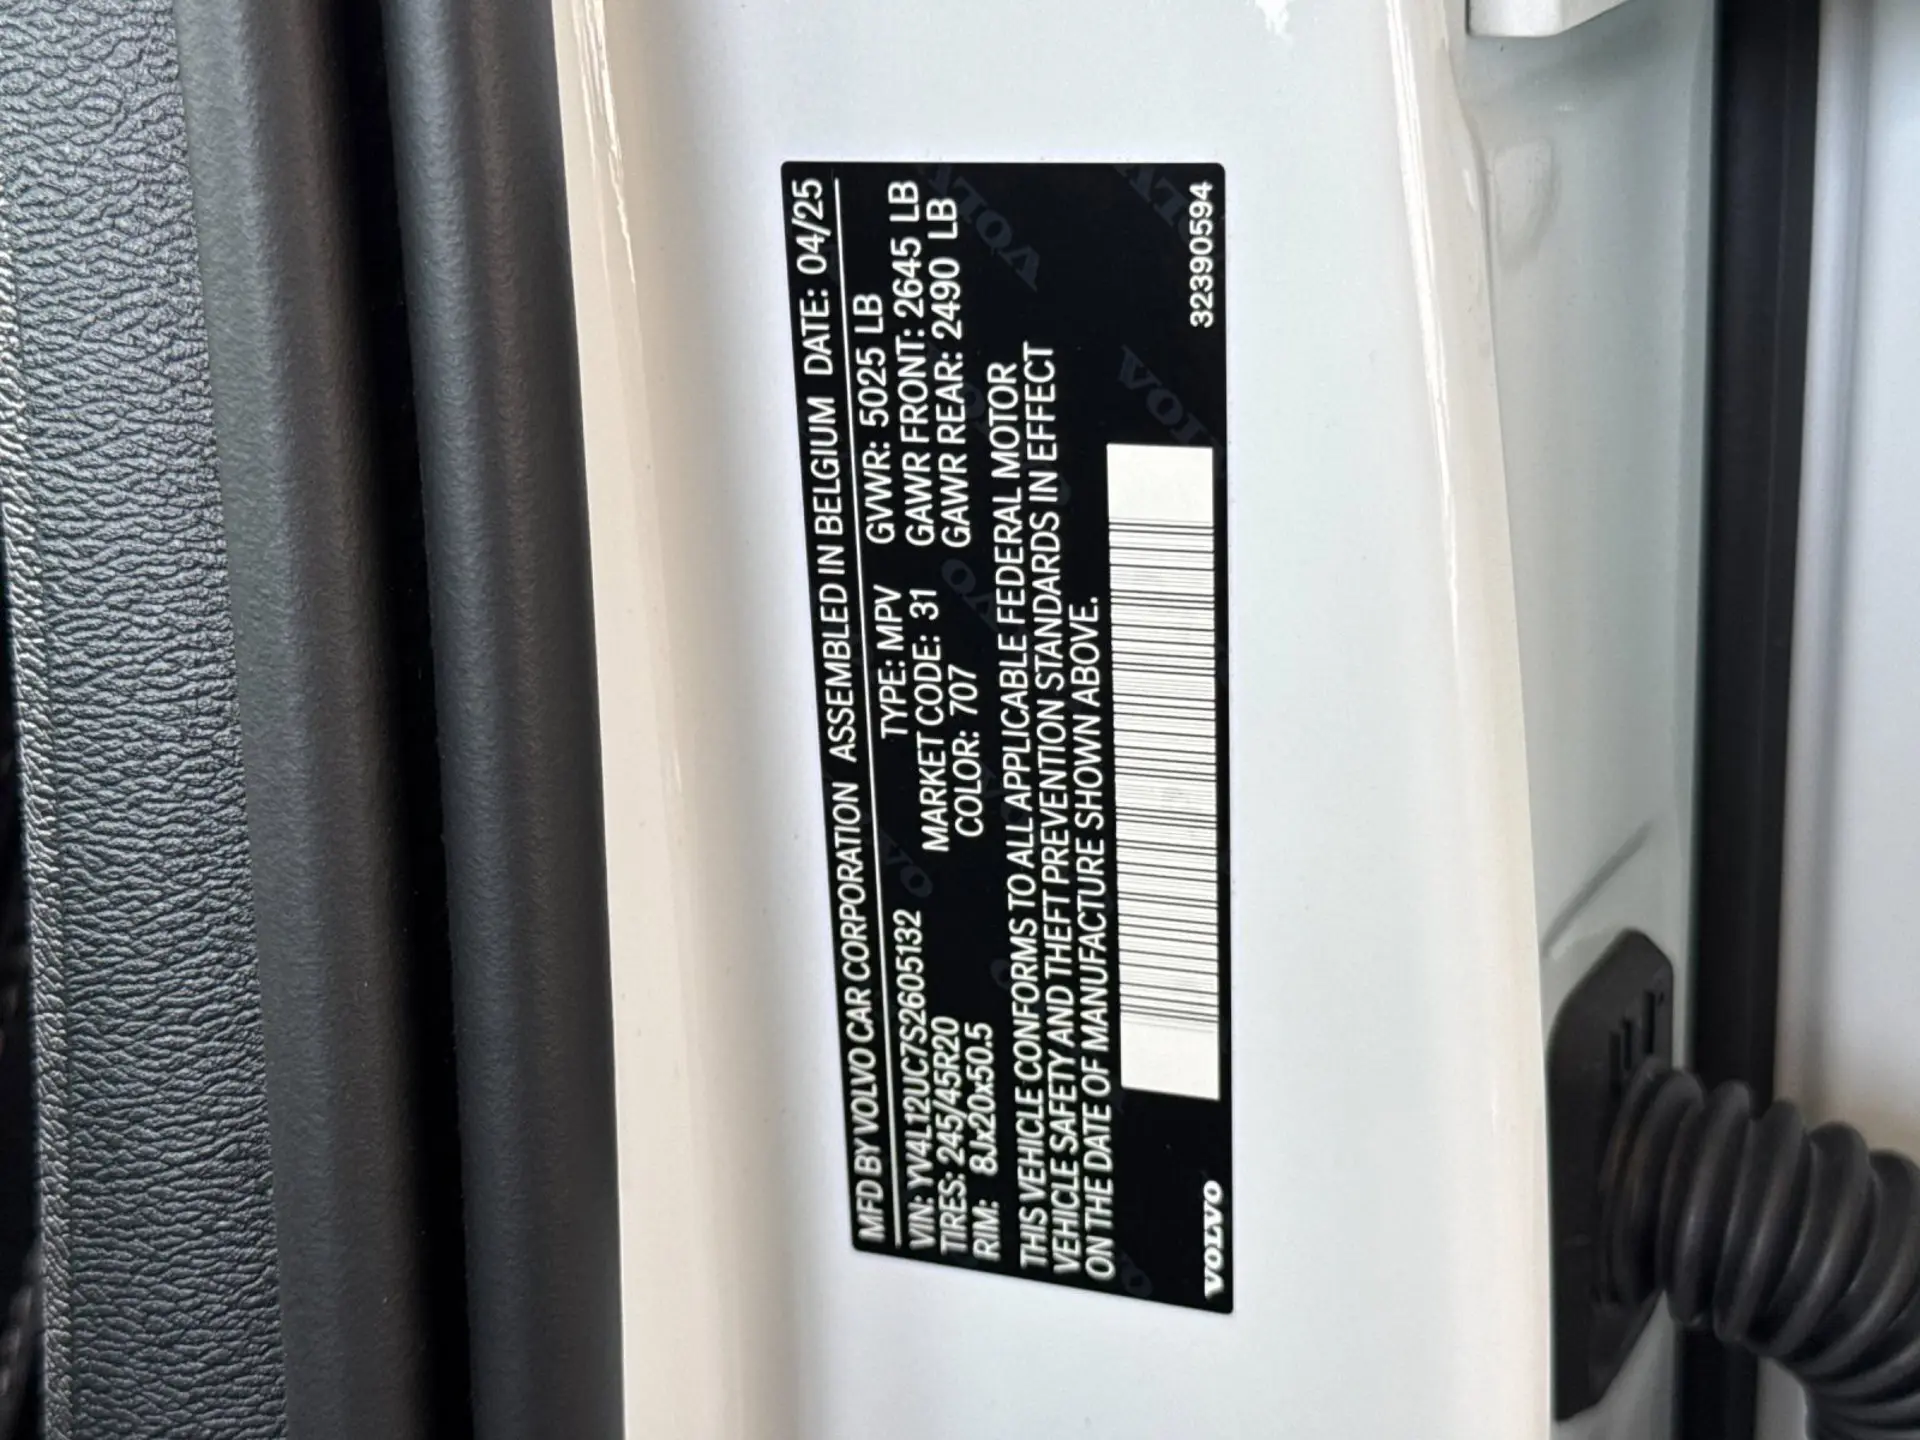 MFD BY VOLVO CAR CORPORATION ASSEMBLED IN BELGIUM DATE: 04/25
VIN: YV4L12UC7S2605132 TYPE: MPV GVWR: 5025 LB
TIRES: 245/45R20 MARKET CODE: 31 GAWR FRONT: 2645 LB
RIM: 8Jx20x50.5 COLOR: 707 GAWR REAR: 2490 LB
THIS VEHICLE CONFORMS TO ALL APPLICABLE FEDERAL MOTOR
VEHICLE SAFETY AND THEFT PREVENTION STANDARDS IN EFFECT
ON THE DATE OF MANUFACTURE SHOWN ABOVE.
VOLVO 32390594